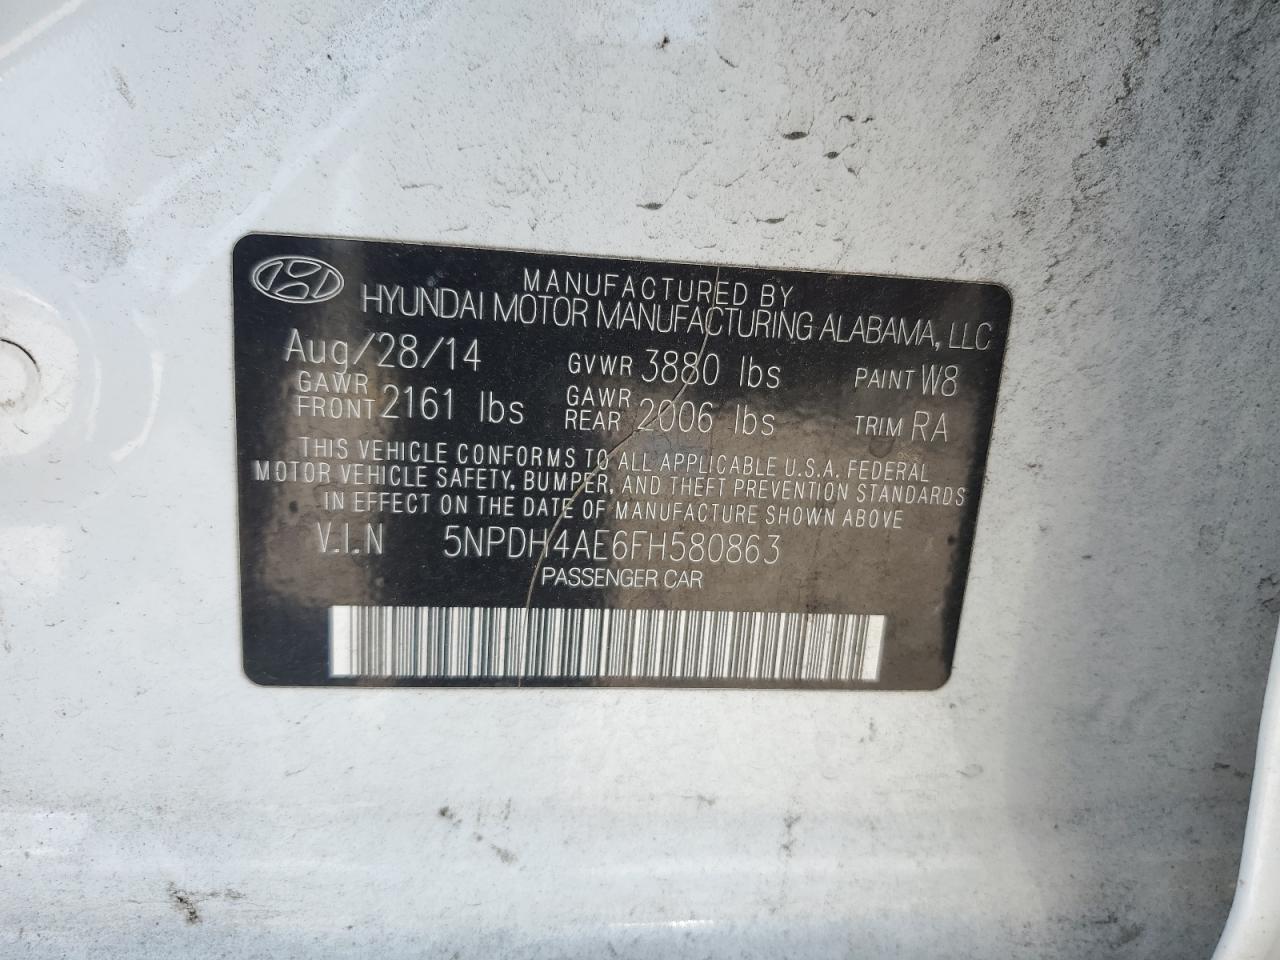 MANUFACTURED BY
HYUNDAI MOTOR MANUFACTURING ALABAMA, LLC
Aug/28/14 GVWR 3880 lbs PAINT W8
GAWR FRONT 2161 lbs GAWR REAR 2006 lbs TRIM RA
THIS VEHICLE CONFORMS TO ALL APPLICABLE U.S.A. FEDERAL
MOTOR VEHICLE SAFETY, BUMPER, AND THEFT PREVENTION STANDARDS
IN EFFECT ON THE DATE OF MANUFACTURE SHOWN ABOVE
V.I.N 5NPDH4AE6FH580863
PASSENGER CAR